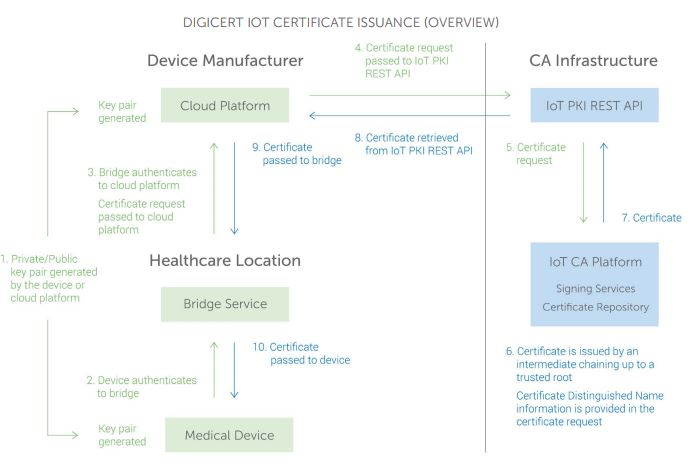 DIGICERT IOT CERTIFICATE ISSUANCE (OVERVIEW)
Device Manufacturer
4. Certificate request
passed to IoT PKI
REST API
CA Infrastructure
Key pair
generated
Cloud Platform
IoT PKI REST API
8. Certificate retrieved
from IoT PKI REST API
9. Certificate
passed to bridge
5. Certificate
request
3. Bridge authenticates
to cloud platform
Certificate request
passed to cloud
platform
7. Certificate
1. Private/Public
key pair generated
by the device or
cloud platform
Healthcare Location
IoT CA Platform
Signing Services
Certificate Repository
Bridge Service
10. Certificate
passed to device
6. Certificate is issued by an
intermediate chaining up to a
trusted root
Certificate Distinguished Name
information is provided in the
certificate request
2. Device authenticates
to bridge
Key pair
generated
Medical Device